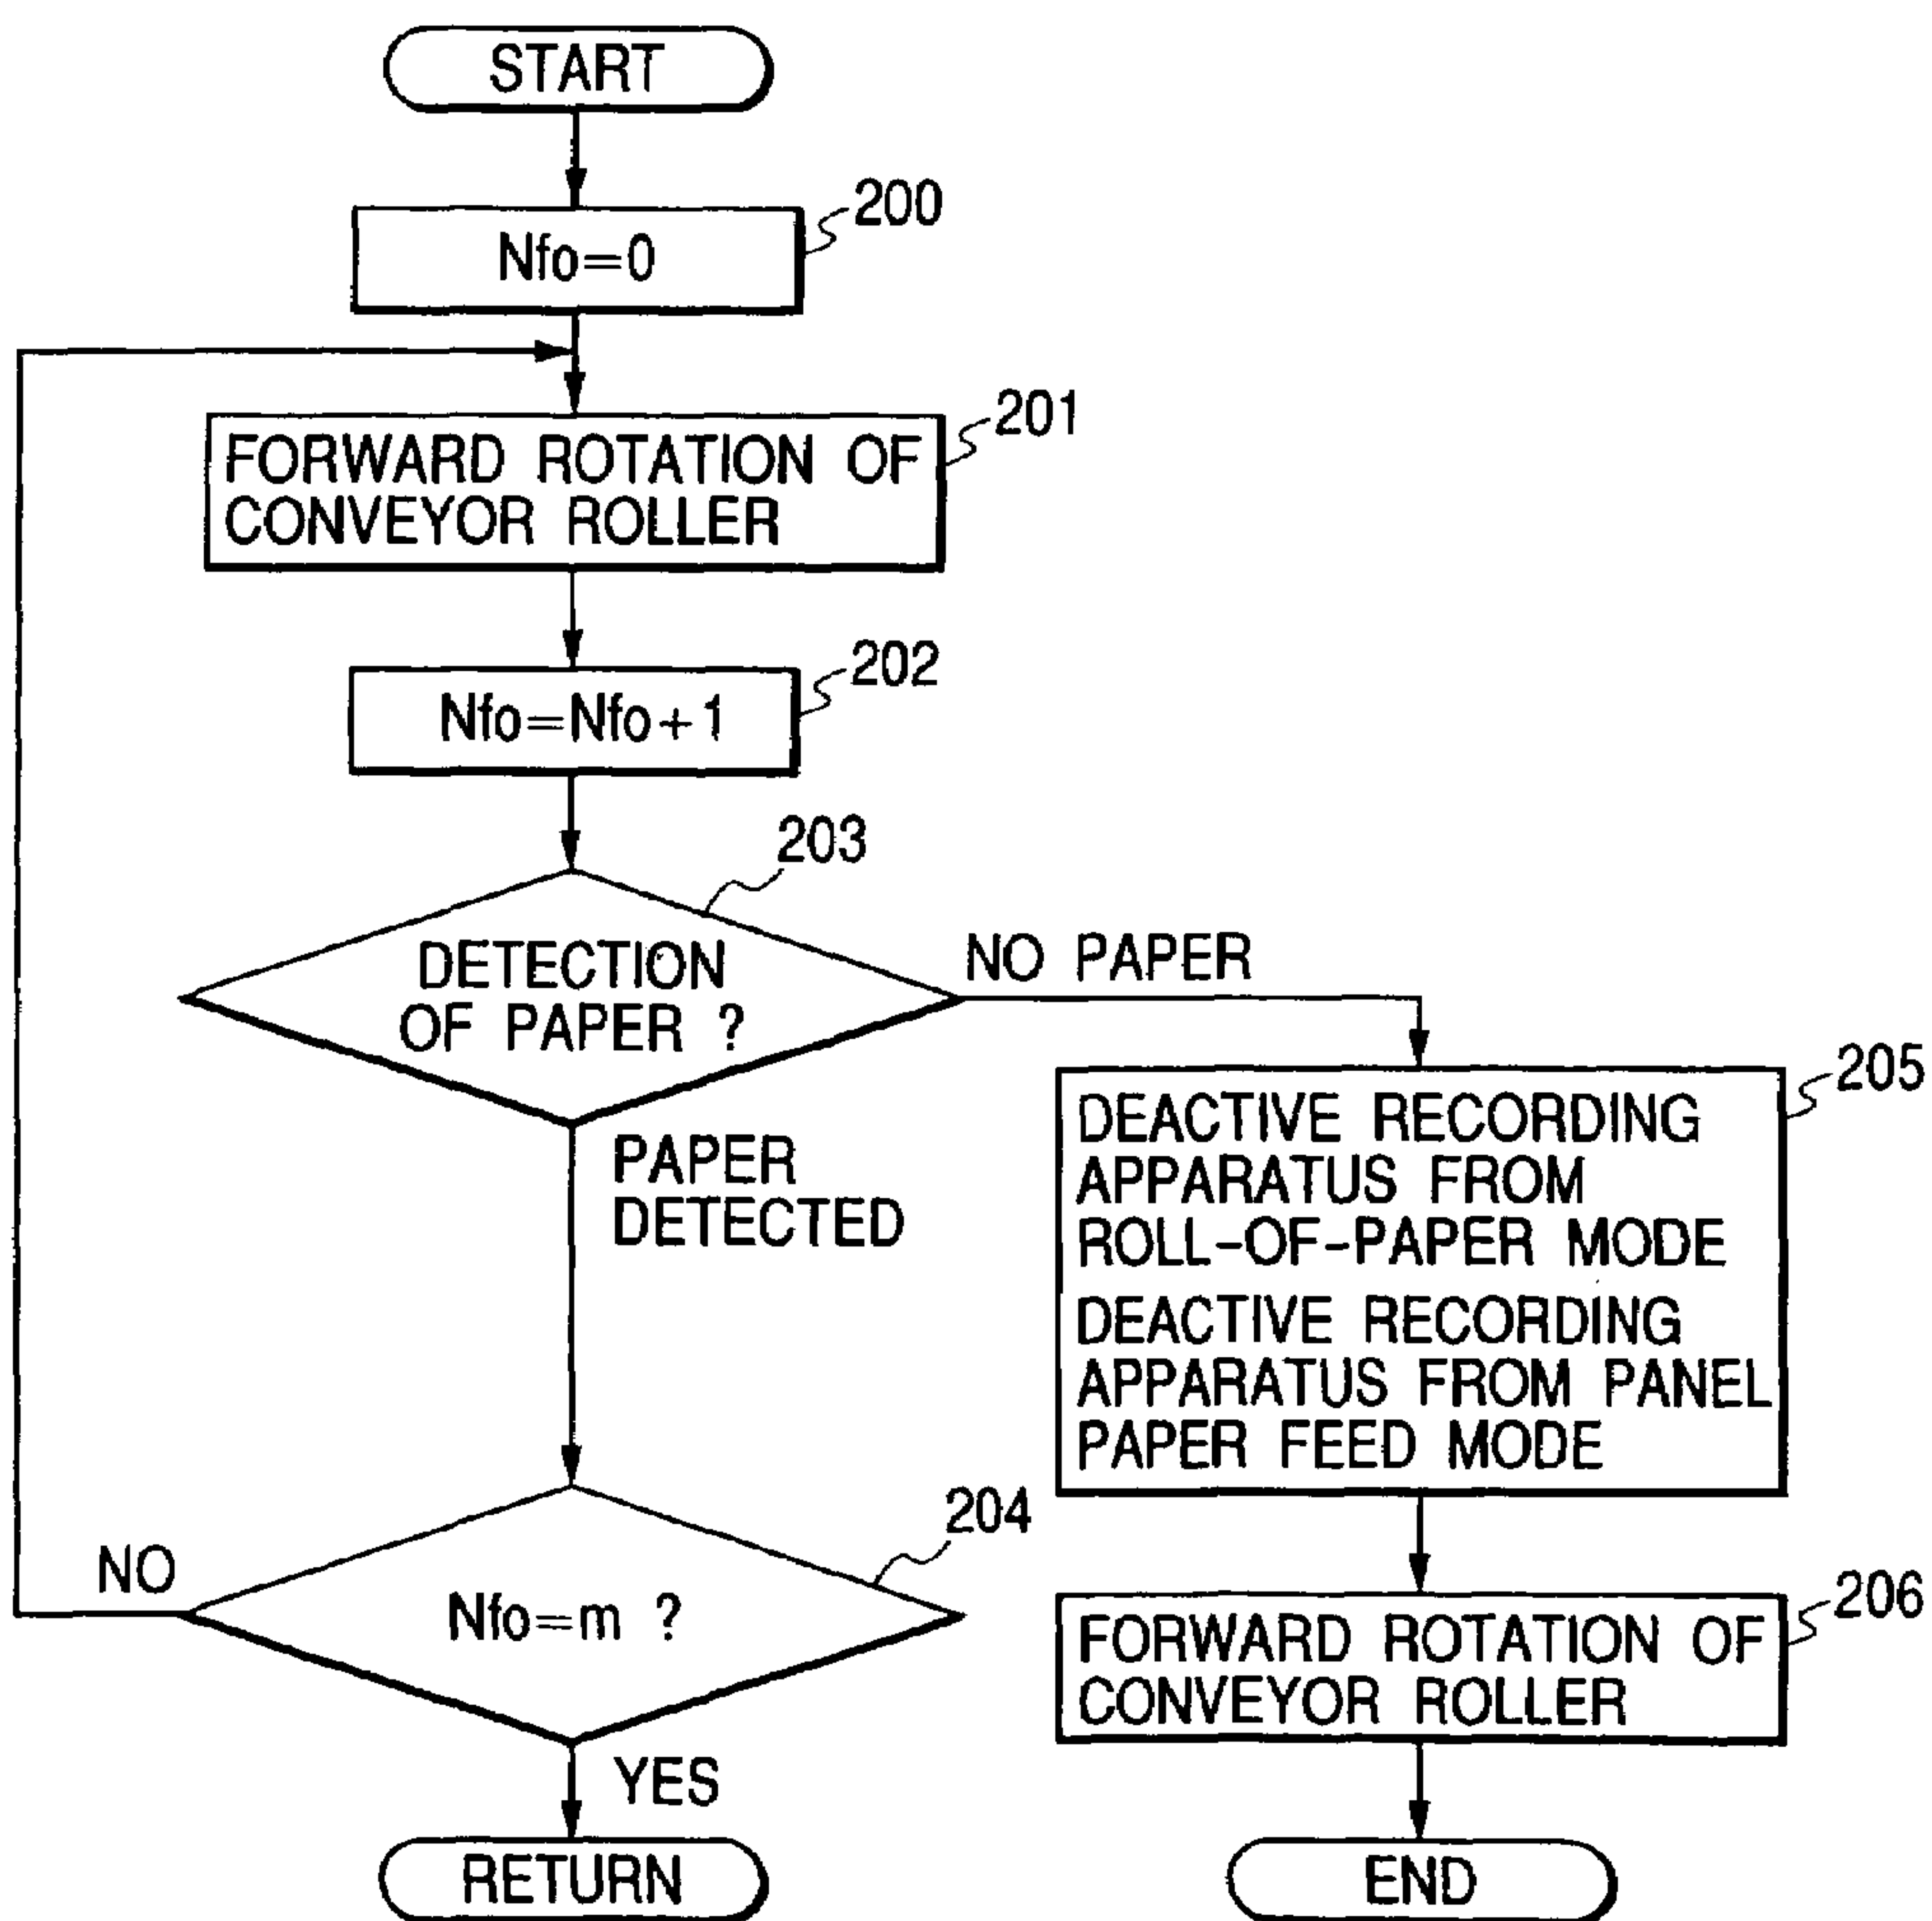 START
200
Nfo=0
201
FORWARD ROTATION OF
CONVEYOR ROLLER
202
Nfo=Nfo+1
203
DETECTION
OF PAPER ?
NO PAPER
PAPER
DETECTED
205
DEACTIVE RECORDING
APPARATUS FROM
ROLL-OF-PAPER MODE
DEACTIVE RECORDING
APPARATUS FROM PANEL
PAPER FEED MODE
204
NO
Nfo=m ?
206
FORWARD ROTATION OF
CONVEYOR ROLLER
YES
RETURN
END